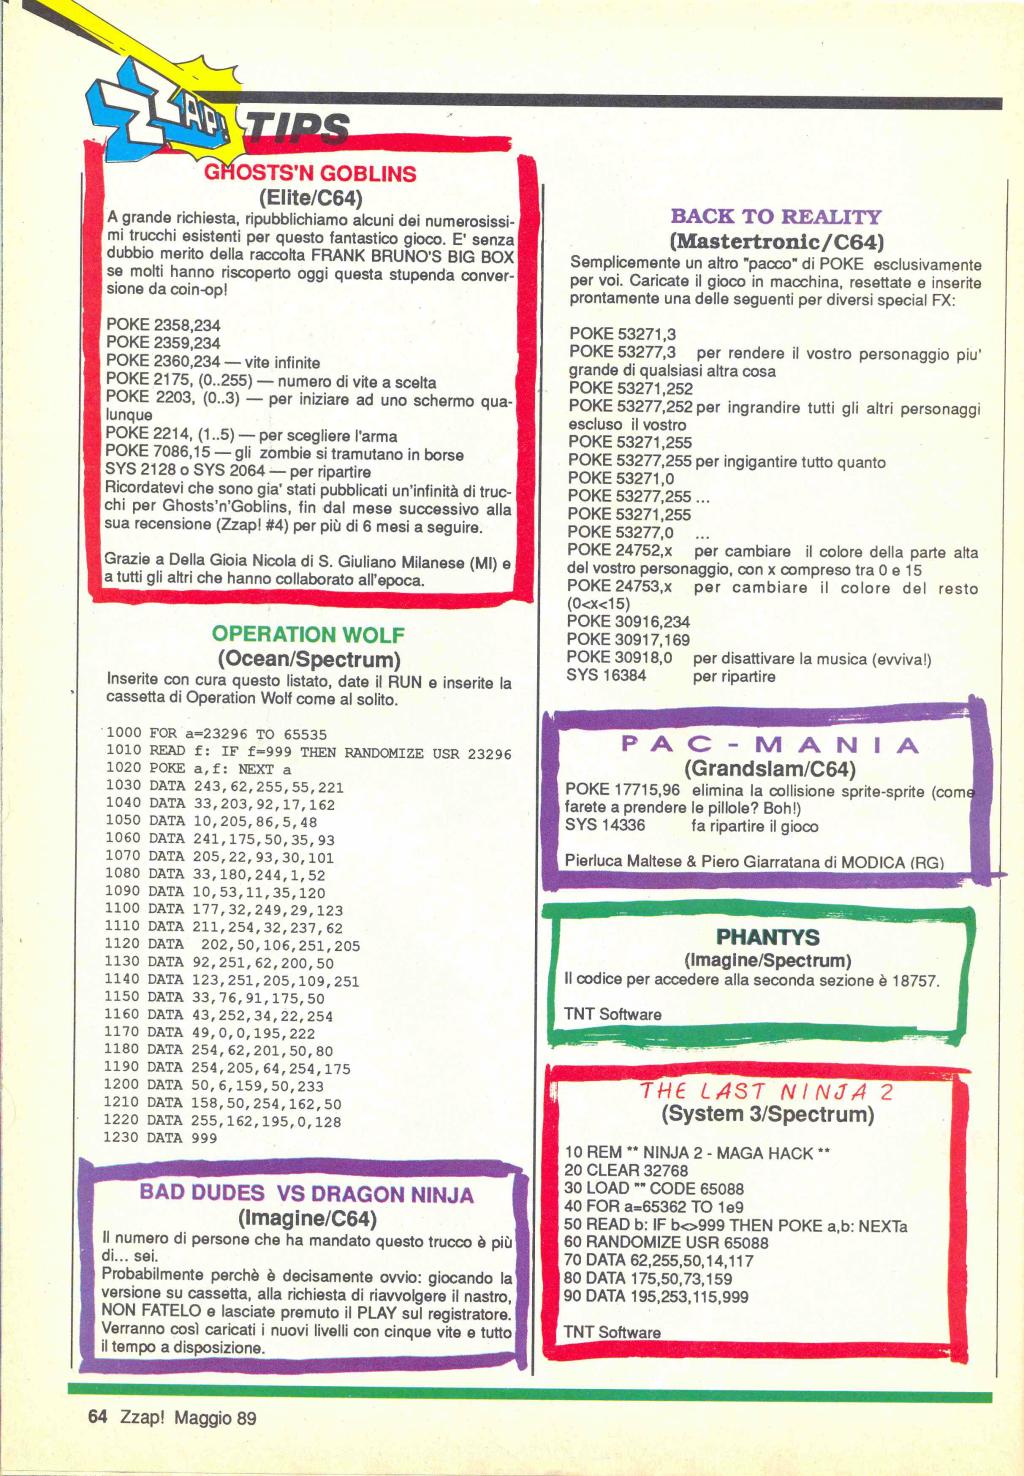 ZZAP! TIPS
GHOSTS'N GOBLINS
(Elite/C64)
A grande richiesta, ripubblichiamo alcuni dei numerosissi-
mi trucchi esistenti per questo fantastico gioco. E' senza
dubbio merito della raccolta FRANK BRUNO'S BIG BOX
se molti hanno riscoperto oggi questa stupenda conver-
sione da coin-op!
POKE 2358,234
POKE 2359,234
POKE 2360,234 — vite infinite
POKE 2175, (0..255) — numero di vite a scelta
POKE 2203, (0..3) — per iniziare ad uno schermo qua-
lunque
POKE 2214, (1..5) — per scegliere l'arma
POKE 7086,15 — gli zombie si tramutano in borse
SYS 2128 o SYS 2064 — per ripartire
Ricordatevi che sono gia' stati pubblicati un'infinità di truc-
chi per Ghosts'n'Goblins, fin dal mese successivo alla
sua recensione (Zzap! #4) per più di 6 mesi a seguire.
Grazie a Della Gioia Nicola di S. Giuliano Milanese (MI) e
a tutti gli altri che hanno collaborato all'epoca.
OPERATION WOLF
(Ocean/Spectrum)
Inserite con cura questo listato, date il RUN e inserite la
cassetta di Operation Wolf come al solito.
1000 FOR a=23296 TO 65535
1010 READ f: IF f=999 THEN RANDOMIZE USR 23296
1020 POKE a,f: NEXT a
1030 DATA 243,62,255,55,221
1040 DATA 33,203,92,17,162
1050 DATA 10,205,86,5,48
1060 DATA 241,175,50,35,93
1070 DATA 205,22,93,30,101
1080 DATA 33,180,244,1,52
1090 DATA 10,53,11,35,120
1100 DATA 177,32,249,29,123
1110 DATA 211,254,32,237,62
1120 DATA 202,50,106,251,205
1130 DATA 92,251,62,200,50
1140 DATA 123,251,205,109,251
1150 DATA 33,76,91,175,50
1160 DATA 43,252,34,22,254
1170 DATA 49,0,0,195,222
1180 DATA 254,62,201,50,80
1190 DATA 254,205,64,254,175
1200 DATA 50,6,159,50,233
1210 DATA 158,50,254,162,50
1220 DATA 255,162,195,0,128
1230 DATA 999
BAD DUDES VS DRAGON NINJA
(Imagine/C64)
Il numero di persone che ha mandato questo trucco è più
di... sei.
Probabilmente perchè è decisamente ovvio: giocando la
versione su cassetta, alla richiesta di riavvolgere il nastro,
NON FATELO e lasciate premuto il PLAY sul registratore.
Verranno così caricati i nuovi livelli con cinque vite e tutto
il tempo a disposizione.
BACK TO REALITY
(Mastertronic/C64)
Semplicemente un altro "pacco" di POKE esclusivamente
per voi. Caricate il gioco in macchina, resettate e inserite
prontamente una delle seguenti per diversi special FX:
POKE 53271,3
POKE 53277,3 per rendere il vostro personaggio piu'
grande di qualsiasi altra cosa
POKE 53271,252
POKE 53277,252 per ingrandire tutti gli altri personaggi
escluso il vostro
POKE 53271,255
POKE 53277,255 per ingigantire tutto quanto
POKE 53271,0
POKE 53277,255 ...
POKE 53271,255
POKE 53277,0 ...
POKE 24752,x per cambiare il colore della parte alta
del vostro personaggio, con x compreso tra 0 e 15
POKE 24753,x per cambiare il colore del resto
(0<x<15)
POKE 30916,234
POKE 30917,169
POKE 30918,0 per disattivare la musica (evviva!)
SYS 16384 per ripartire
PAC-MANIA
(Grandslam/C64)
POKE 17715,96 elimina la collisione sprite-sprite (come
farete a prendere le pillole? Boh!)
SYS 14336 fa ripartire il gioco
Pierluca Maltese & Piero Giarratana di MODICA (RG)
PHANTYS
(Imagine/Spectrum)
Il codice per accedere alla seconda sezione è 18757.
TNT Software
THE LAST NINJA 2
(System 3/Spectrum)
10 REM ** NINJA 2 - MAGA HACK **
20 CLEAR 32768
30 LOAD "" CODE 65088
40 FOR a=65362 TO 1e9
50 READ b: IF b<>999 THEN POKE a,b: NEXTa
60 RANDOMIZE USR 65088
70 DATA 62,255,50,14,117
80 DATA 175,50,73,159
90 DATA 195,253,115,999
TNT Software
64 Zzap! Maggio 89